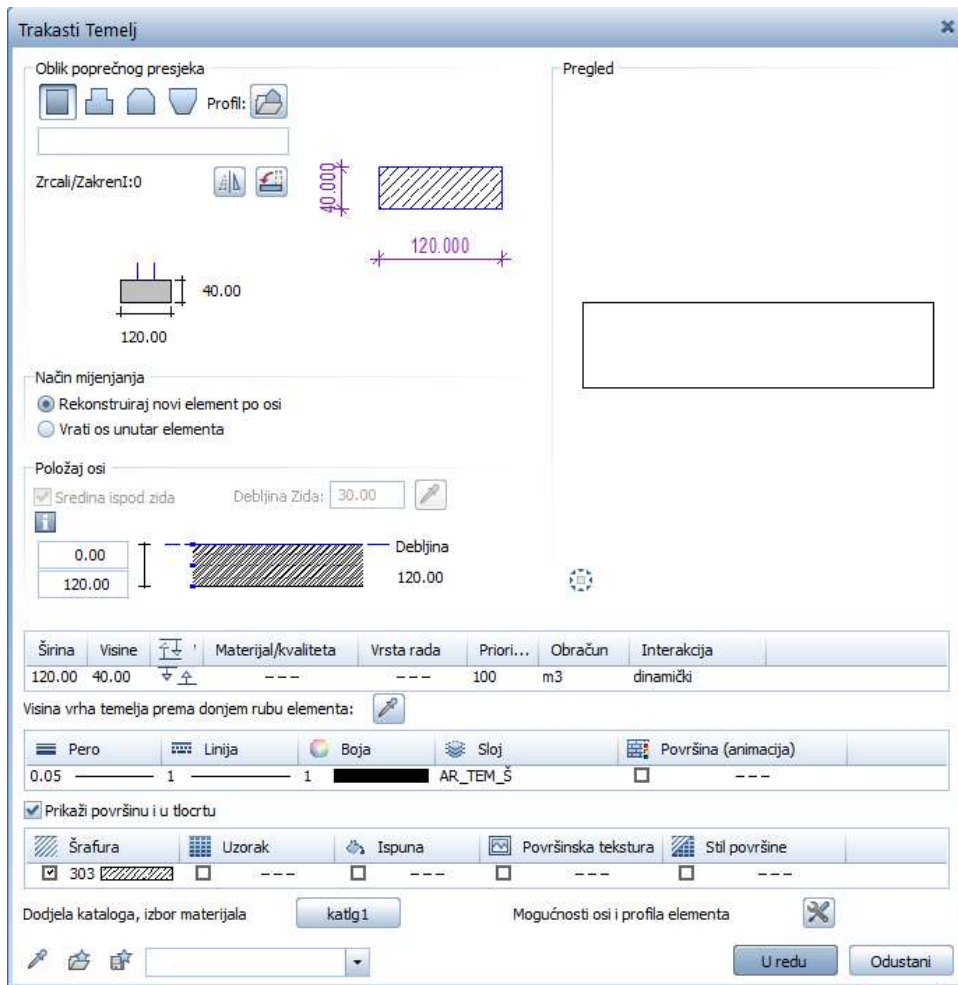 Trakasti Temelj
Oblik poprečnog presjeka
Pregled
Profil:
Zrcali/ZakrenI:0
40.000
120.000
40.00
120.00
Način mijenjanja
Rekonstruiraj novi element po osi
Vrati os unutar elementa
Položaj osi
Sredina ispod zida Debljina Zida: 30.00
0.00 Debljina
120.00 120.00
Širina Visine ' Materijal/kvaliteta Vrsta rada Priori... Obračun Interakcija
120.00 40.00 --- --- 100 m3 dinamički
Visina vrha temelja prema donjem rubu elementa:
Pero Linija Boja Sloj Površina (animacija)
0.05 1 1 AR_TEM_Š ---
Prikaži površinu i u tlocrtu
Šrafura Uzorak Ispuna Površinska tekstura Stil površine
303 --- --- --- ---
Dodjela kataloga, izbor materijala katlg1 Mogućnosti osi i profila elementa
U redu Odustani